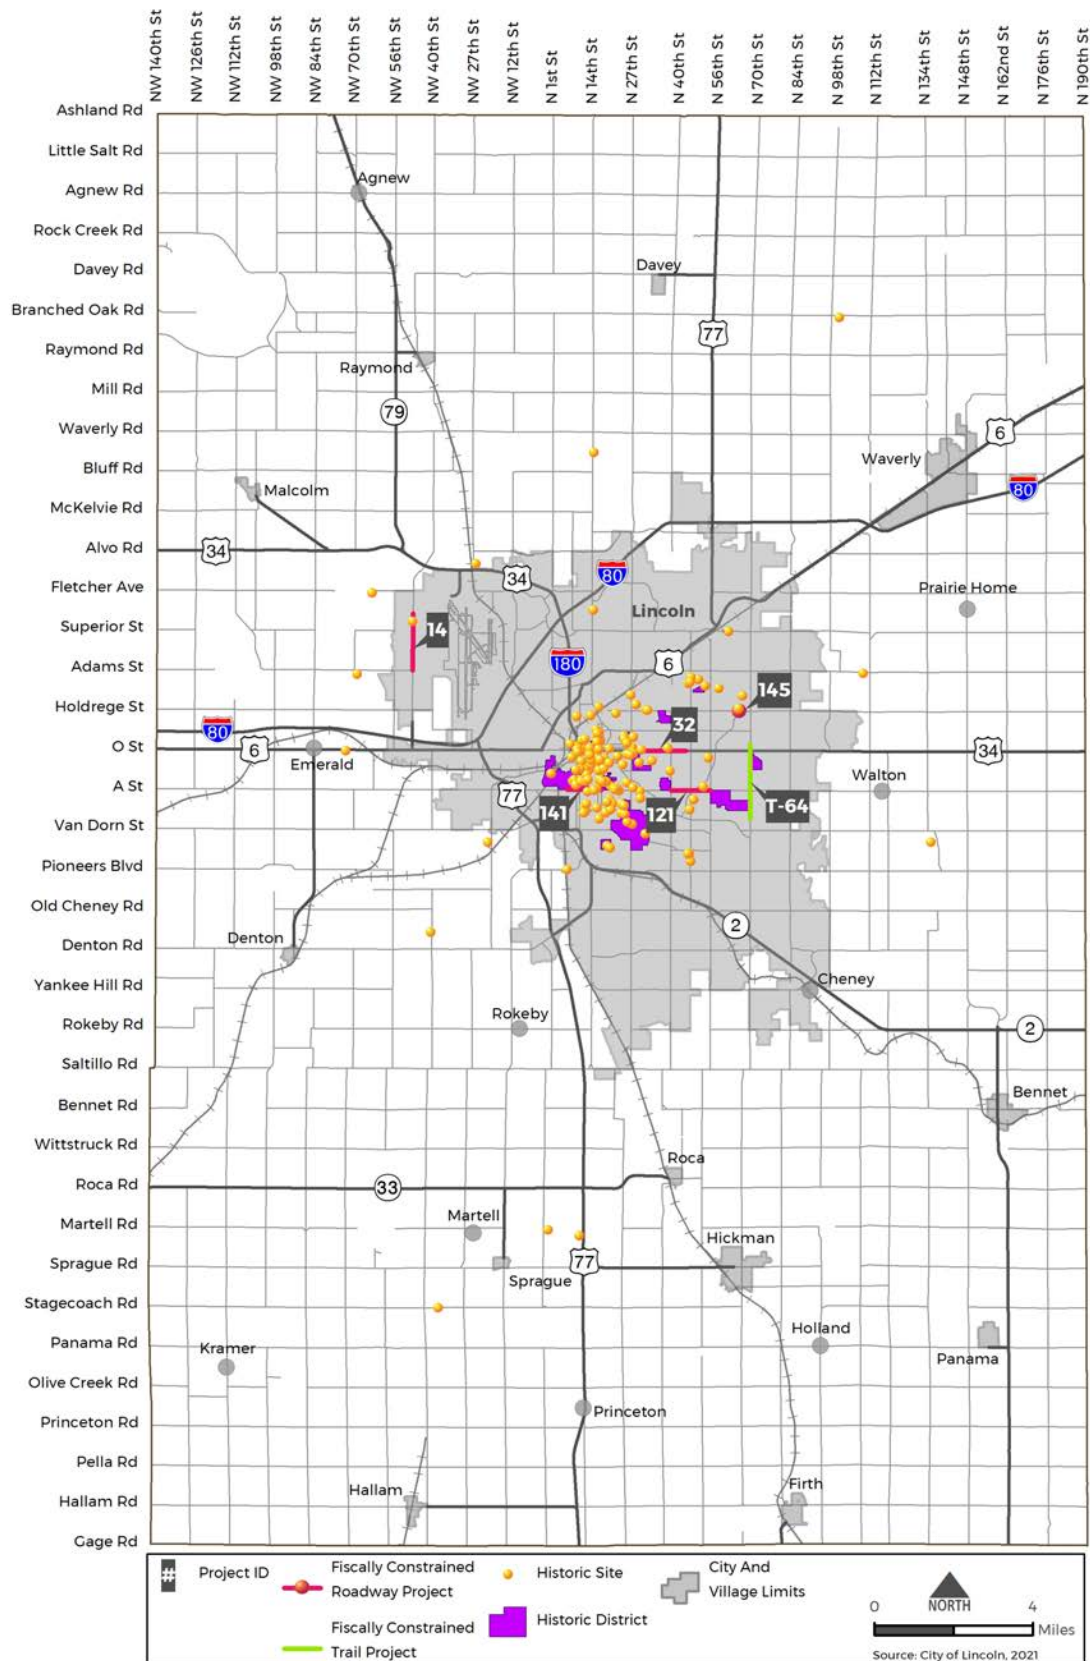 NW 140th St
NW 126th St
NW 112th St
NW 98th St
NW 84th St
NW 70th St
NW 56th St
NW 40th St
NW 27th St
NW 12th St
N 1st St
N 14th St
N 27th St
N 40th St
N 56th St
N 70th St
N 84th St
N 98th St
N 112th St
N 134th St
N 148th St
N 162nd St
N 176th St
N 190th St
Ashland Rd
Little Salt Rd
Agnew Rd
Rock Creek Rd
Davey Rd
Branched Oak Rd
Raymond Rd
Mill Rd
Waverly Rd
Bluff Rd
McKelvie Rd
Alvo Rd
Fletcher Ave
Superior St
Adams St
Holdrege St
O St
A St
Van Dorn St
Pioneers Blvd
Old Cheney Rd
Denton Rd
Yankee Hill Rd
Rokeby Rd
Saltillo Rd
Bennet Rd
Wittstruck Rd
Roca Rd
Martell Rd
Sprague Rd
Stagecoach Rd
Panama Rd
Olive Creek Rd
Princeton Rd
Pella Rd
Hallam Rd
Gage Rd
Agnew
Davey
77
Raymond
79
6
Waverly
80
Malcolm
34
34
80
Prairie Home
Lincoln
14
180
6
145
32
80
6
Emerald
34
Walton
77
141
121
T-64
2
Denton
Cheney
Rokeby
2
Bennet
Roca
33
Martell
Hickman
77
Sprague
Holland
Kramer
Panama
Princeton
Hallam
Firth
# Project ID
Fiscally Constrained
Roadway Project
Fiscally Constrained
Trail Project
Historic Site
Historic District
City And
Village Limits
NORTH
0 4
Miles
Source: City of Lincoln, 2021